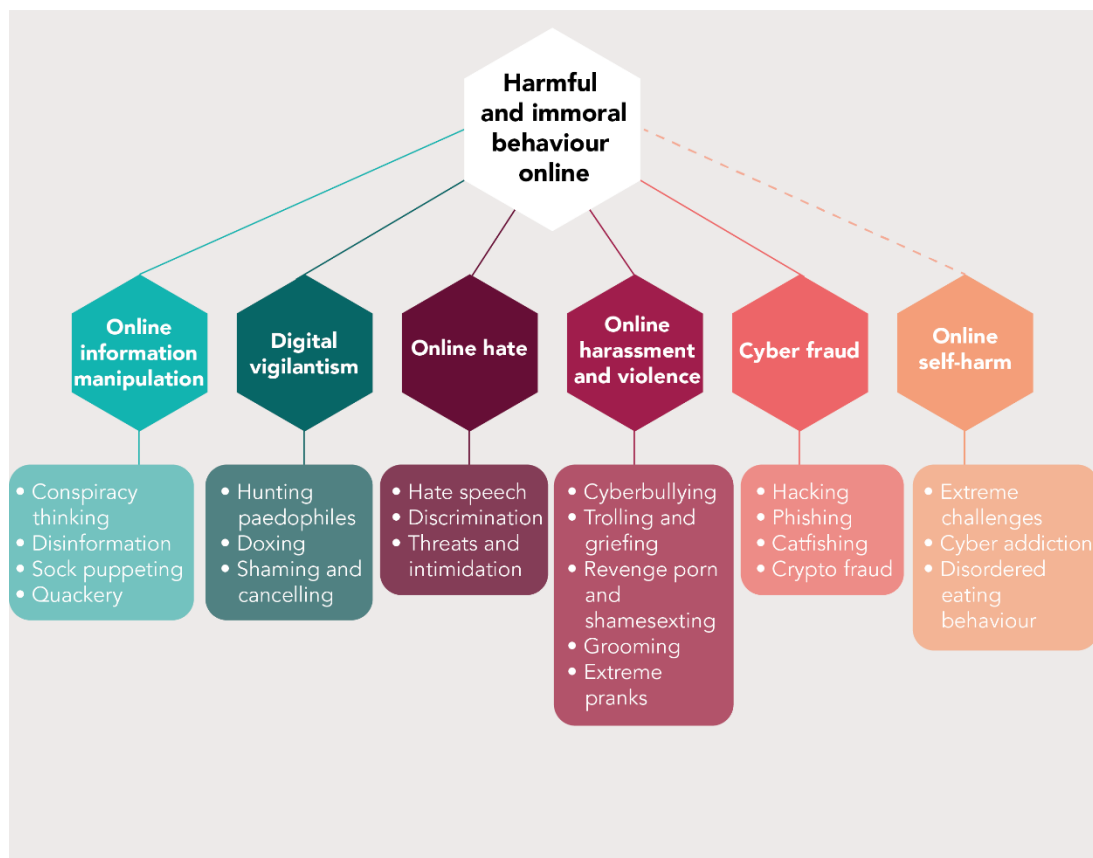 Harmful
and immoral
behaviour
online
Online
information
manipulation
Digital
vigilantism
Online hate
Online
harassment
and violence
Cyber fraud
Online
self-harm
• Conspiracy
thinking
• Disinformation
• Sock puppeting
• Quackery
• Hunting
paedophiles
• Doxing
• Shaming and
cancelling
• Hate speech
• Discrimination
• Threats and
intimidation
• Cyberbullying
• Trolling and
griefing
• Revenge porn
and
shamesexting
• Grooming
• Extreme
pranks
• Hacking
• Phishing
• Catfishing
• Crypto fraud
• Extreme
challenges
• Cyber addiction
• Disordered
eating
behaviour